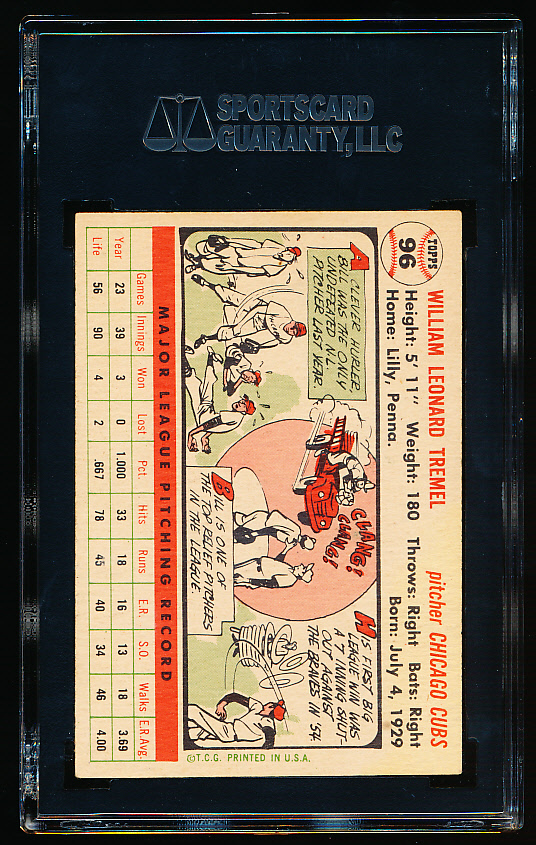 SPORTSCARD
GUARANTY, LLC
TOPPS
96
WILLIAM LEONARD TREMEL pitcher CHICAGO CUBS
Height: 5' 11" Weight: 180 Throws: Right Bats: Right
Home: Lilly, Penna. Born: July 4, 1929
A CLEVER HURLER
BILL WAS THE ONLY
UNDEFEATED N.L.
PITCHER LAST YEAR.
CLANG!
CLANG!
BILL IS ONE OF
THE TOP RELIEF PITCHERS
IN THE LEAGUE.
HIS FIRST BIG
LEAGUE WIN WAS
A 7 INNING SHUT-
OUT AGAINST
THE BRAVES IN '54.
MAJOR LEAGUE PITCHING RECORD
Games Innings Won Lost Pct. Hits Runs E.R. S.O. Walks E.R.Avg.
Year 23 39 3 0 1.000 33 18 16 13 18 3.69
Life 56 90 4 2 .667 78 45 40 34 46 4.00
©T.C.G. PRINTED IN U.S.A.